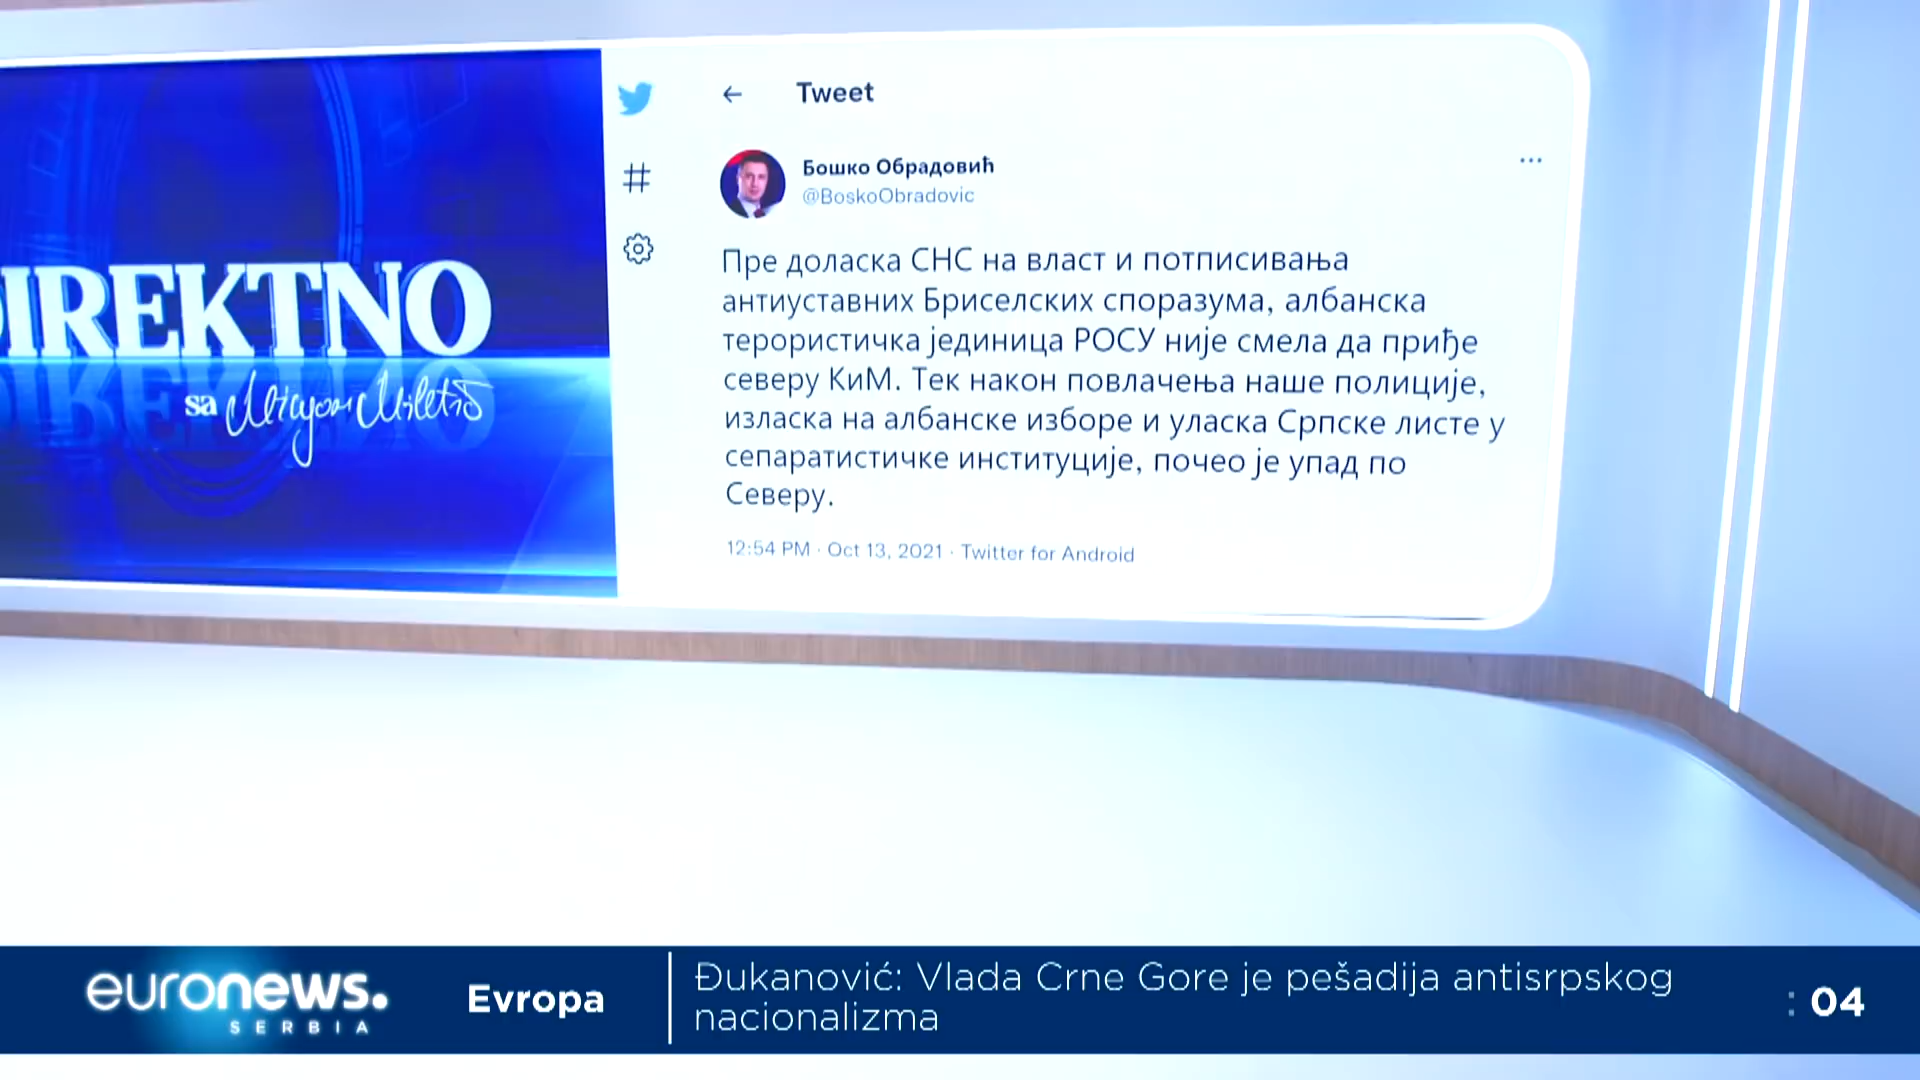 DIREKTNO
sa
Tweet
Бошко Обрадовић
@BoskoObradovic
Пре доласка СНС на власт и потписивања
антиуставних Бриселских споразума, албанска
терористичка јединица РОСУ није смела да приђе
северу КиМ. Тек након повлачења наше полиције,
изласка на албанске изборе и уласка Српске листе у
сепаратистичке институције, почео је упад по
Северу.
12:54 PM · Oct 13, 2021 · Twitter for Android
euronews.
SERBIA
Evropa
Đukanović: Vlada Crne Gore je pešadija antisrpskog
nacionalizma
: 04